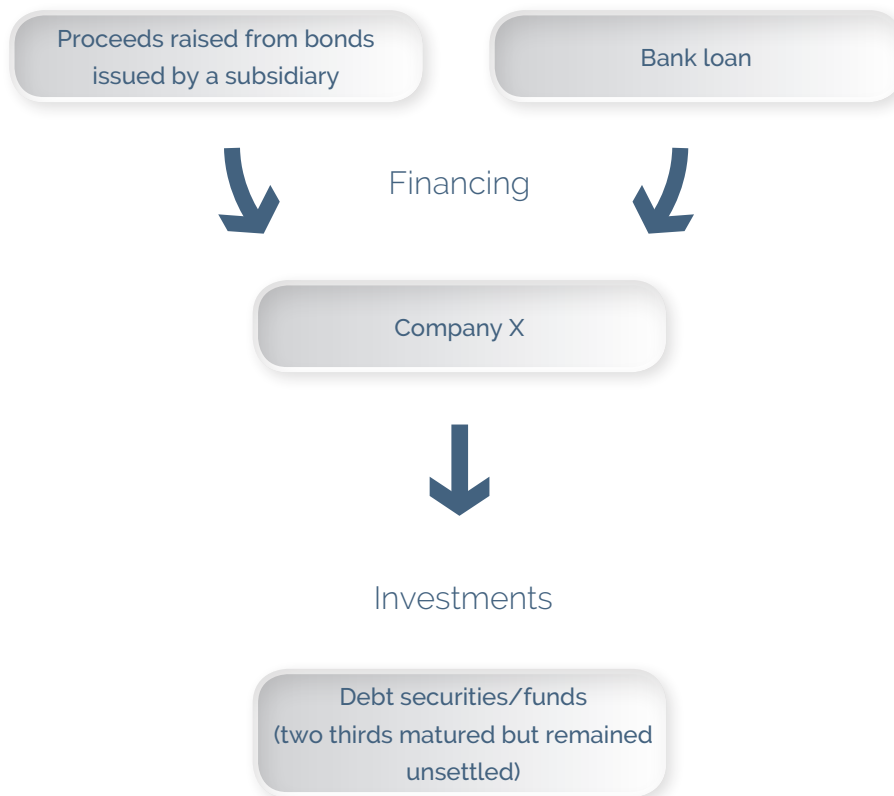 Proceeds raised from bonds
issued by a subsidiary
Bank loan
Financing
Company X
Investments
Debt securities/funds
(two thirds matured but remained
unsettled)